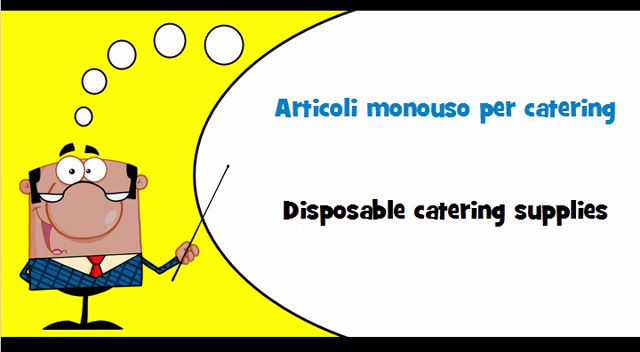 Articoli monouso per catering
Disposable catering supplies